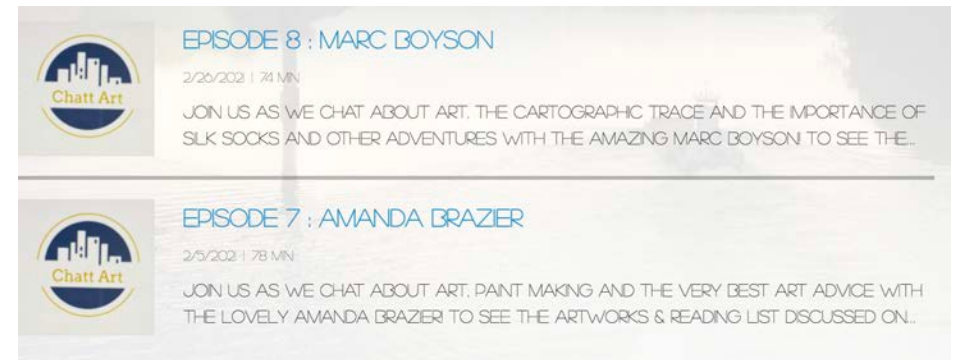 EPISODE 8 : MARC BOYSON
2/26/2021 | 74 MIN
Chatt Art
JOIN US AS WE CHAT ABOUT ART, THE CARTOGRAPHIC TRACE AND THE IMPORTANCE OF
SILK SOCKS AND OTHER ADVENTURES WITH THE AMAZING MARC BOYSON! TO SEE THE...
EPISODE 7 : AMANDA BRAZIER
2/5/2021 | 78 MIN
Chatt Art
JOIN US AS WE CHAT ABOUT ART, PAINT MAKING AND THE VERY BEST ART ADVICE WITH
THE LOVELY AMANDA BRAZIER! TO SEE THE ARTWORKS & READING LIST DISCUSSED ON...